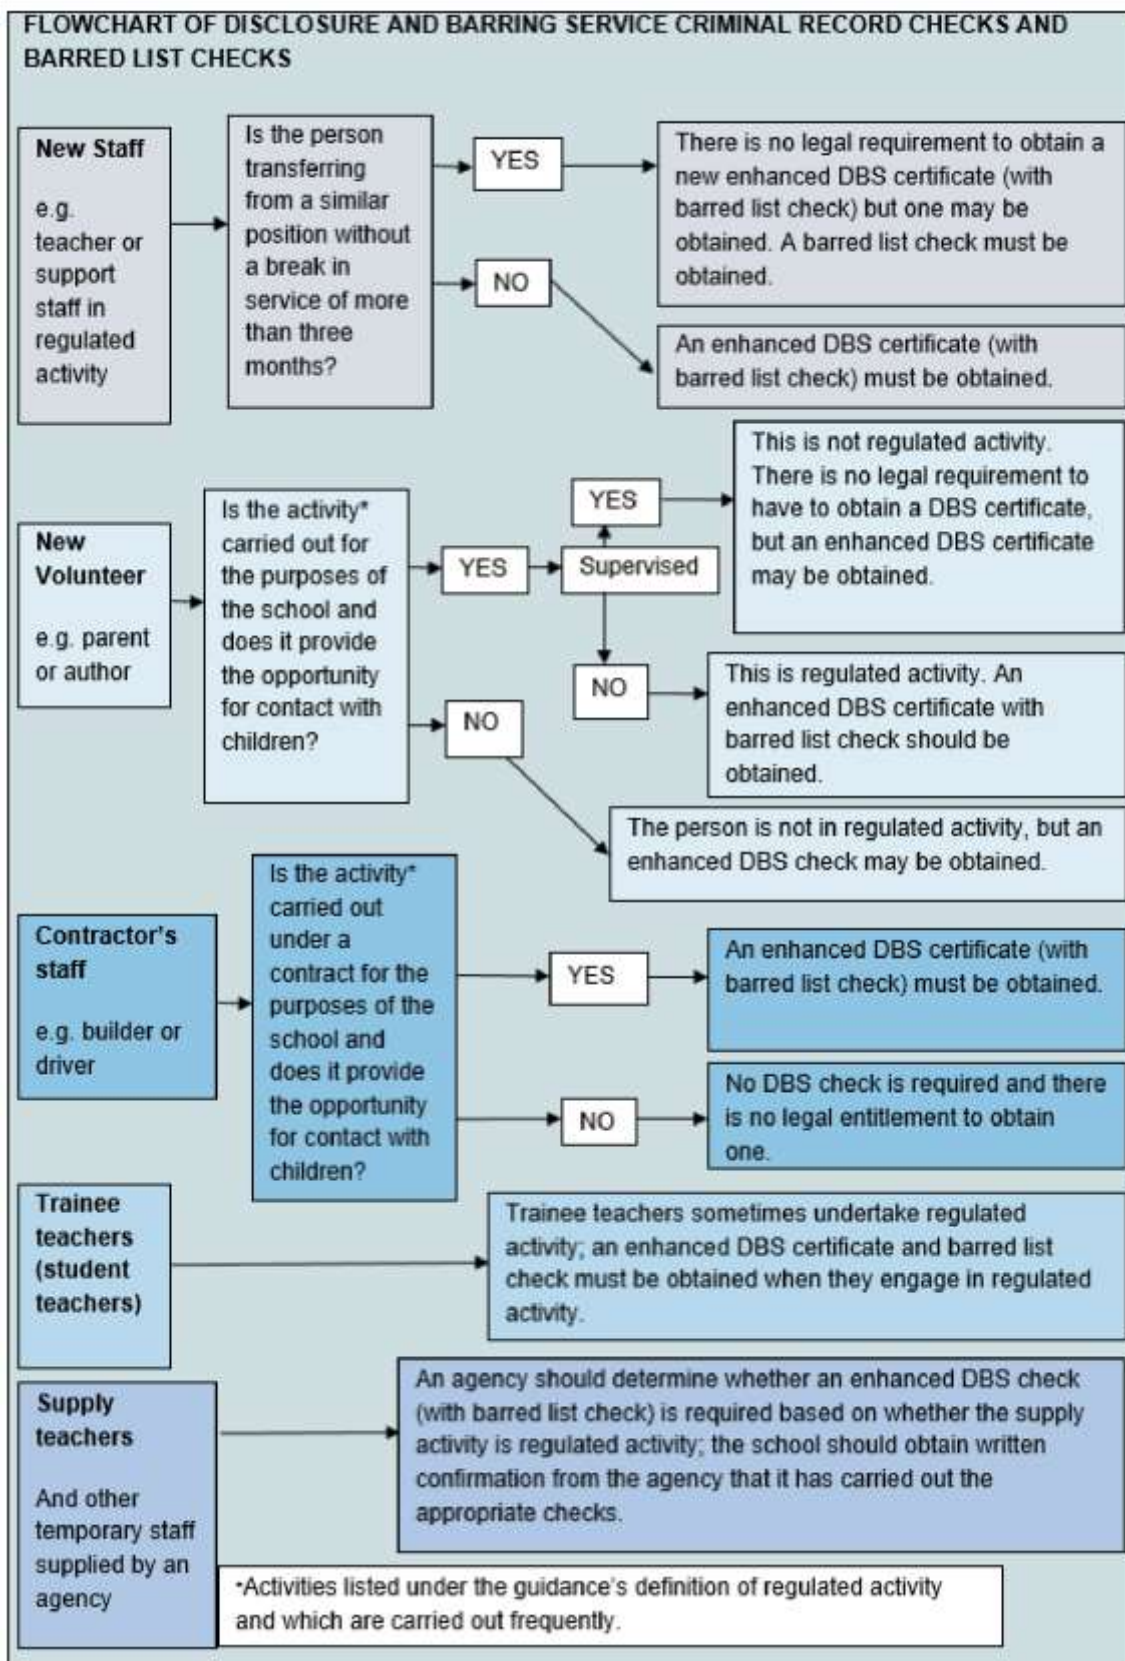 FLOWCHART OF DISCLOSURE AND BARRING SERVICE CRIMINAL RECORD CHECKS AND
BARRED LIST CHECKS
New Staff
e.g.
teacher or
support
staff in
regulated
activity
Is the person
transferring
from a similar
position without
a break in
service of more
than three
months?
YES
There is no legal requirement to obtain a
new enhanced DBS certificate (with
barred list check) but one may be
obtained. A barred list check must be
obtained.
NO
An enhanced DBS certificate (with
barred list check) must be obtained.
New
Volunteer
e.g. parent
or author
Is the activity*
carried out for
the purposes of
the school and
does it provide
the opportunity
for contact with
children?
YES
Supervised
YES
This is not regulated activity.
There is no legal requirement to
have to obtain a DBS certificate,
but an enhanced DBS certificate
may be obtained.
NO
This is regulated activity. An
enhanced DBS certificate with
barred list check should be
obtained.
NO
The person is not in regulated activity, but an
enhanced DBS check may be obtained.
Contractor's
staff
e.g. builder or
driver
Is the activity*
carried out
under a
contract for the
purposes of the
school and
does it provide
the opportunity
for contact with
children?
YES
An enhanced DBS certificate (with
barred list check) must be obtained.
NO
No DBS check is required and there
is no legal entitlement to obtain
one.
Trainee
teachers
(student
teachers)
Trainee teachers sometimes undertake regulated
activity; an enhanced DBS certificate and barred list
check must be obtained when they engage in regulated
activity.
Supply
teachers
And other
temporary staff
supplied by an
agency
An agency should determine whether an enhanced DBS check
(with barred list check) is required based on whether the supply
activity is regulated activity; the school should obtain written
confirmation from the agency that it has carried out the
appropriate checks.
*Activities listed under the guidance's definition of regulated activity
and which are carried out frequently.